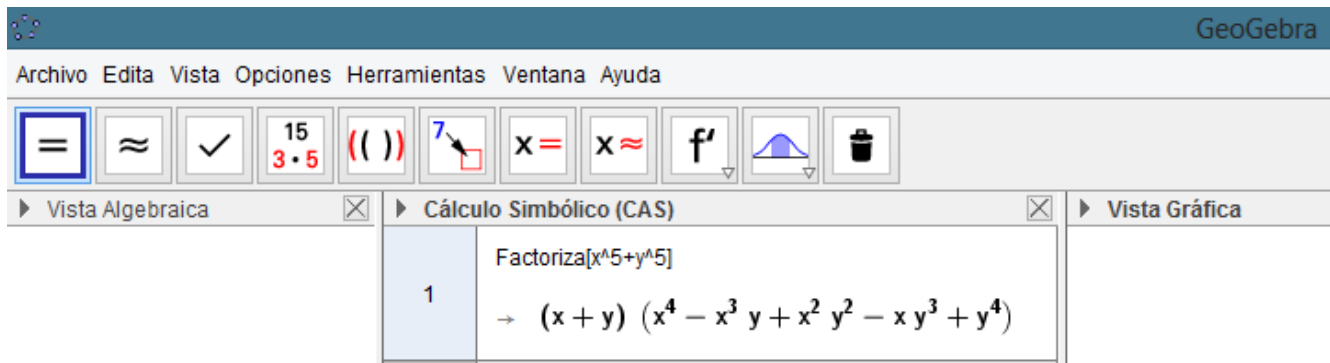 GeoGebra
Archivo Edita Vista Opciones Herramientas Ventana Ayuda
= ≈ ✓ 15 3 • 5 (( )) 7 x = x ≈ f′
Vista Algebraica
Cálculo Simbólico (CAS)
Vista Gráfica
1
Factoriza[x^5+y^5]
→ (x + y) (x⁴ − x³ y + x² y² − x y³ + y⁴)